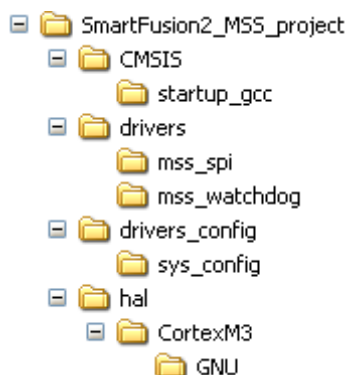 SmartFusion2_MSS_project
CMSIS
startup_gcc
drivers
mss_spi
mss_watchdog
drivers_config
sys_config
hal
CortexM3
GNU